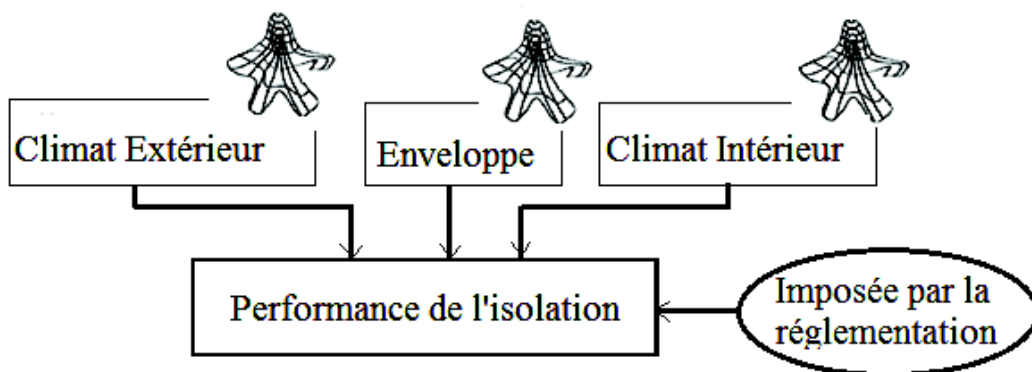 Climat Extérieur
Enveloppe
Climat Intérieur
Performance de l'isolation
Imposée par la
réglementation